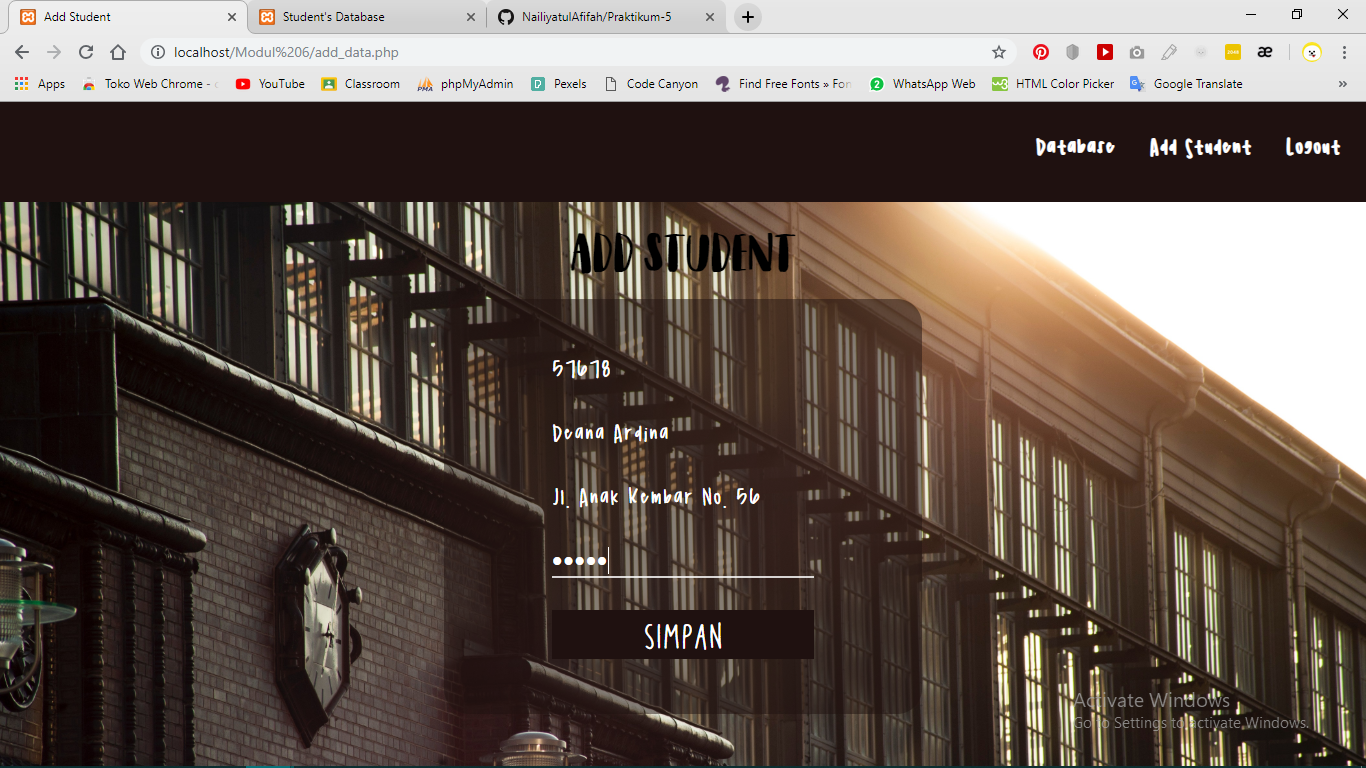 Add Student
Student's Database
NailiyatulAfifah/Praktikum-5
localhost/Modul%206/add_data.php
Apps
Toko Web Chrome -
YouTube
Classroom
phpMyAdmin
Pexels
Code Canyon
Find Free Fonts » Fon
WhatsApp Web
HTML Color Picker
Google Translate
Database
Add Student
Logout
ADD STUDENT
57678
Deana Ardina
Jl. Anak Kembar No. 56
SIMPAN
Activate Windows
Go to Settings to activate Windows.